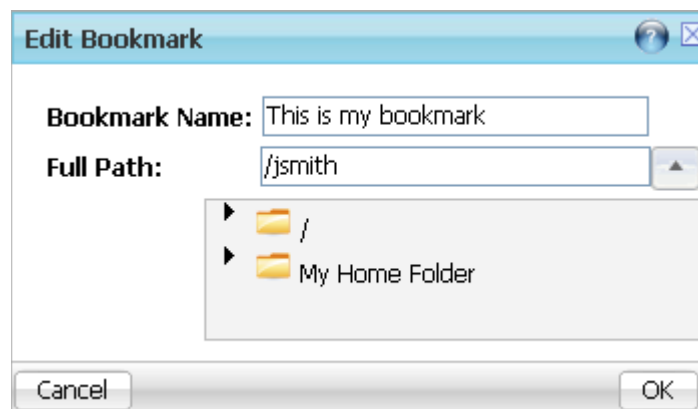 Edit Bookmark ?
Bookmark Name: This is my bookmark
Full Path: /jsmith
/
My Home Folder
Cancel OK